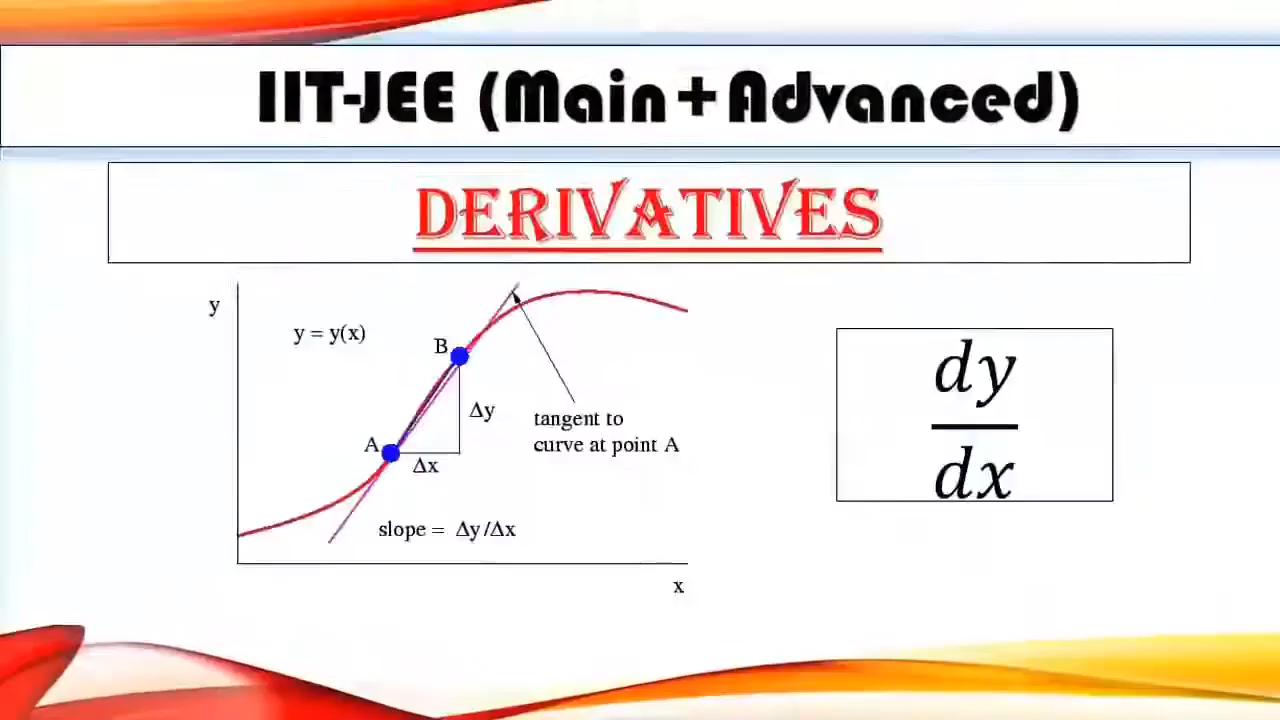 IIT-JEE (Main+Advanced)
DERIVATIVES
y
y = y(x)
B
Δy
tangent to
curve at point A
A
Δx
slope = Δy/Δx
x
dy
dx